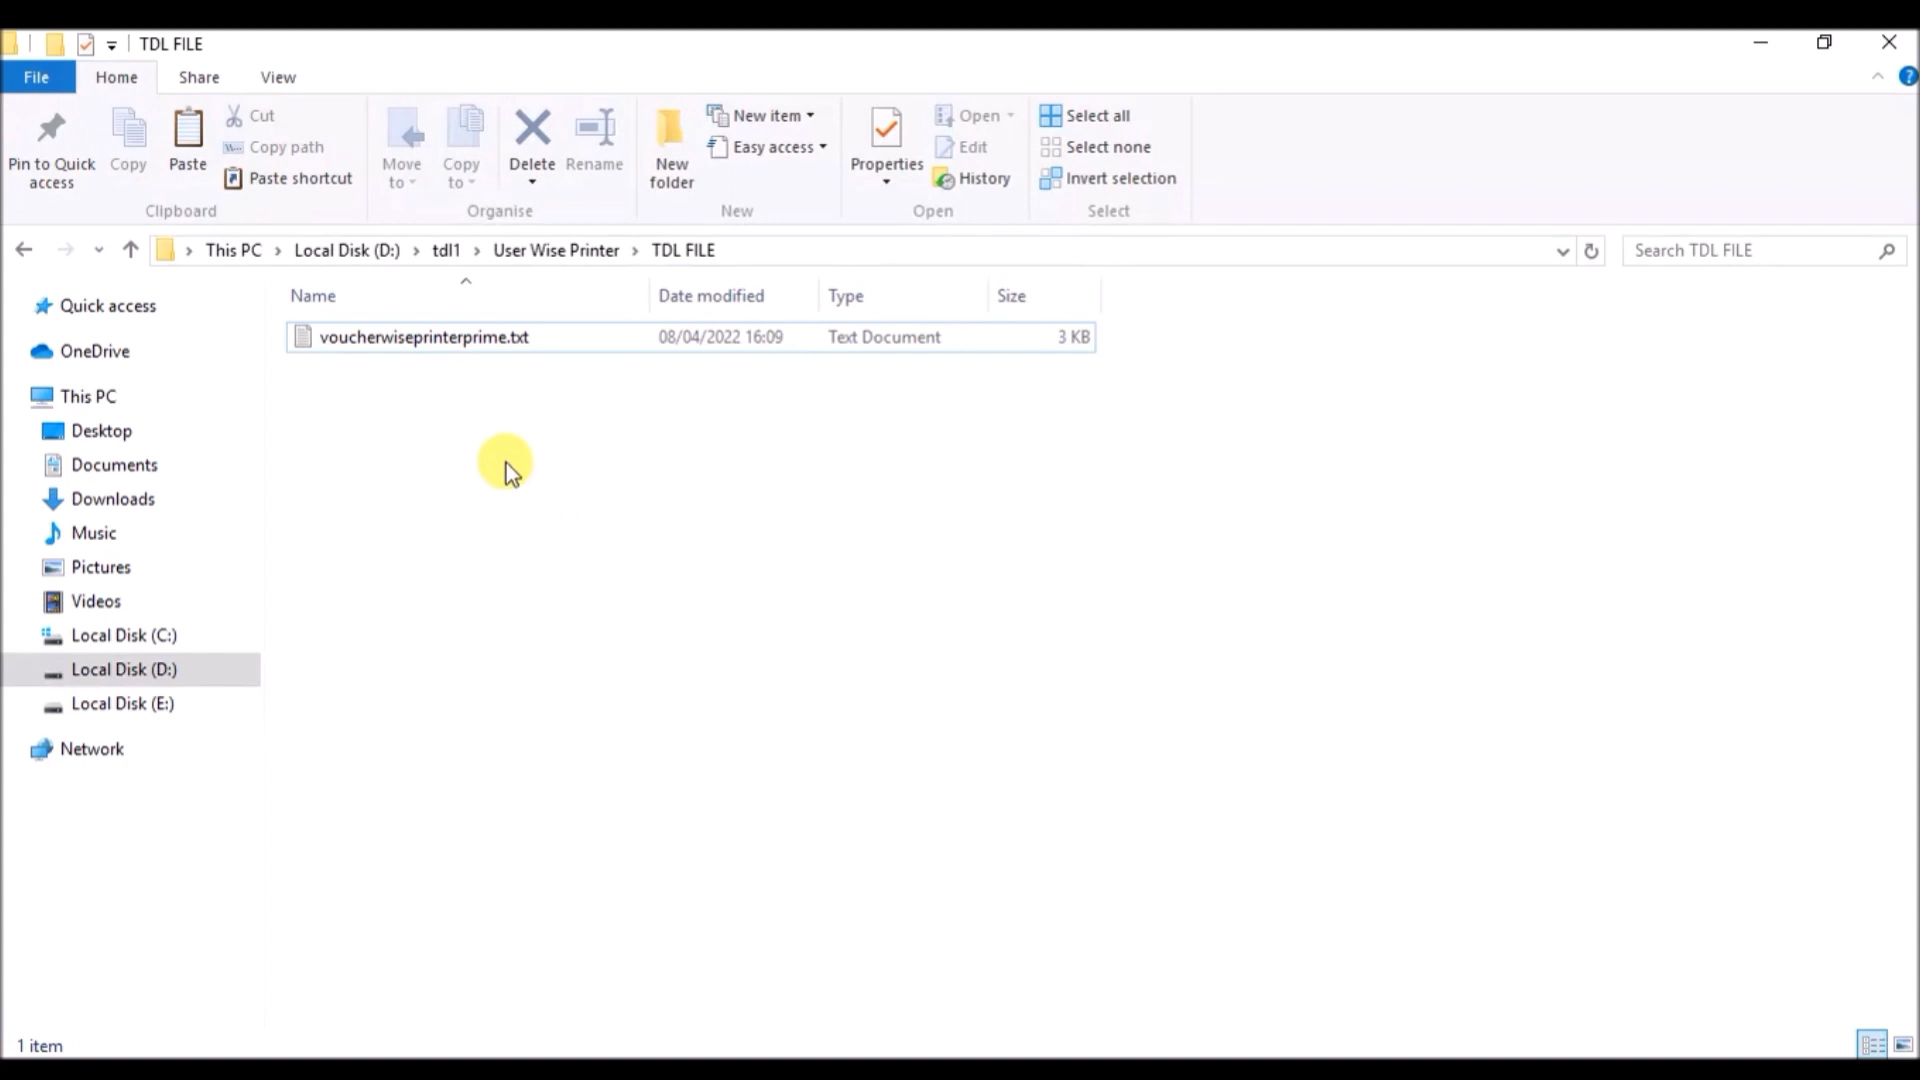 TDL FILE
File Home Share View
Pin to Quick access
Copy
Paste
Cut
Copy path
Paste shortcut
Clipboard
Move to
Copy to
Delete
Rename
Organise
New folder
New item
Easy access
New
Properties
Open
Edit
History
Open
Select all
Select none
Invert selection
Select
This PC > Local Disk (D:) > tdl1 > User Wise Printer > TDL FILE
Search TDL FILE
Name Date modified Type Size
voucherwiseprinterprime.txt 08/04/2022 16:09 Text Document 3 KB
Quick access
OneDrive
This PC
Desktop
Documents
Downloads
Music
Pictures
Videos
Local Disk (C:)
Local Disk (D:)
Local Disk (E:)
Network
1 item